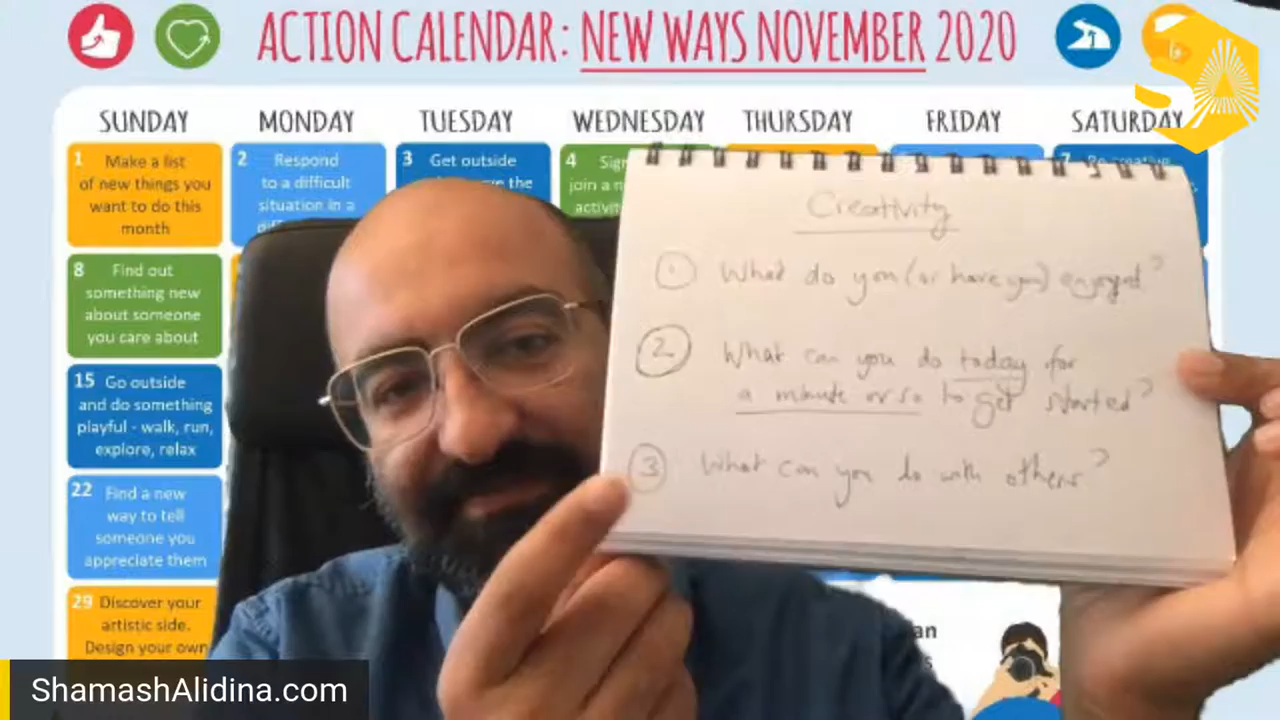 ACTION CALENDAR: NEW WAYS NOVEMBER 2020
SUNDAY MONDAY TUESDAY WEDNESDAY THURSDAY FRIDAY SATURDAY
1 Make a list
of new things you
want to do this
month
2 Respond
to a difficult
situation in a
3 Get outside
the
4
join a
7 Be creative
8 Find out
something new
about someone
you care about
15 Go outside
and do something
playful - walk, run,
explore, relax
22 Find a new
way to tell
someone you
appreciate them
29 Discover your
artistic side.
Design your own
Creativity
1 What do you (or have you) enjoyed?
2 What can you do today for
a minute or so to get started?
3 What can you do with others?
ShamashAlidina.com